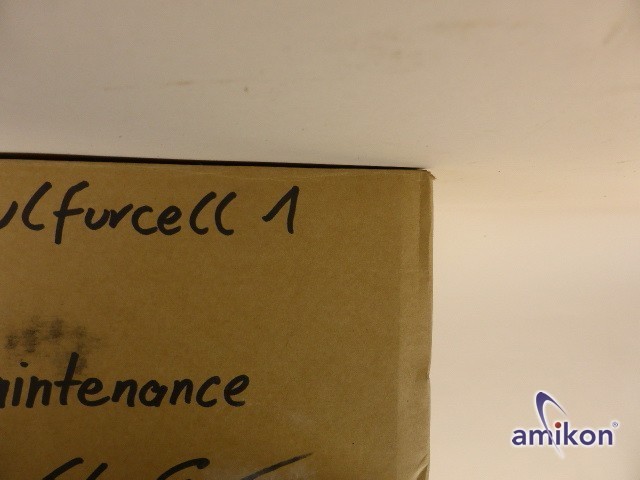 ulfurcell 1
aintenance
amikon®